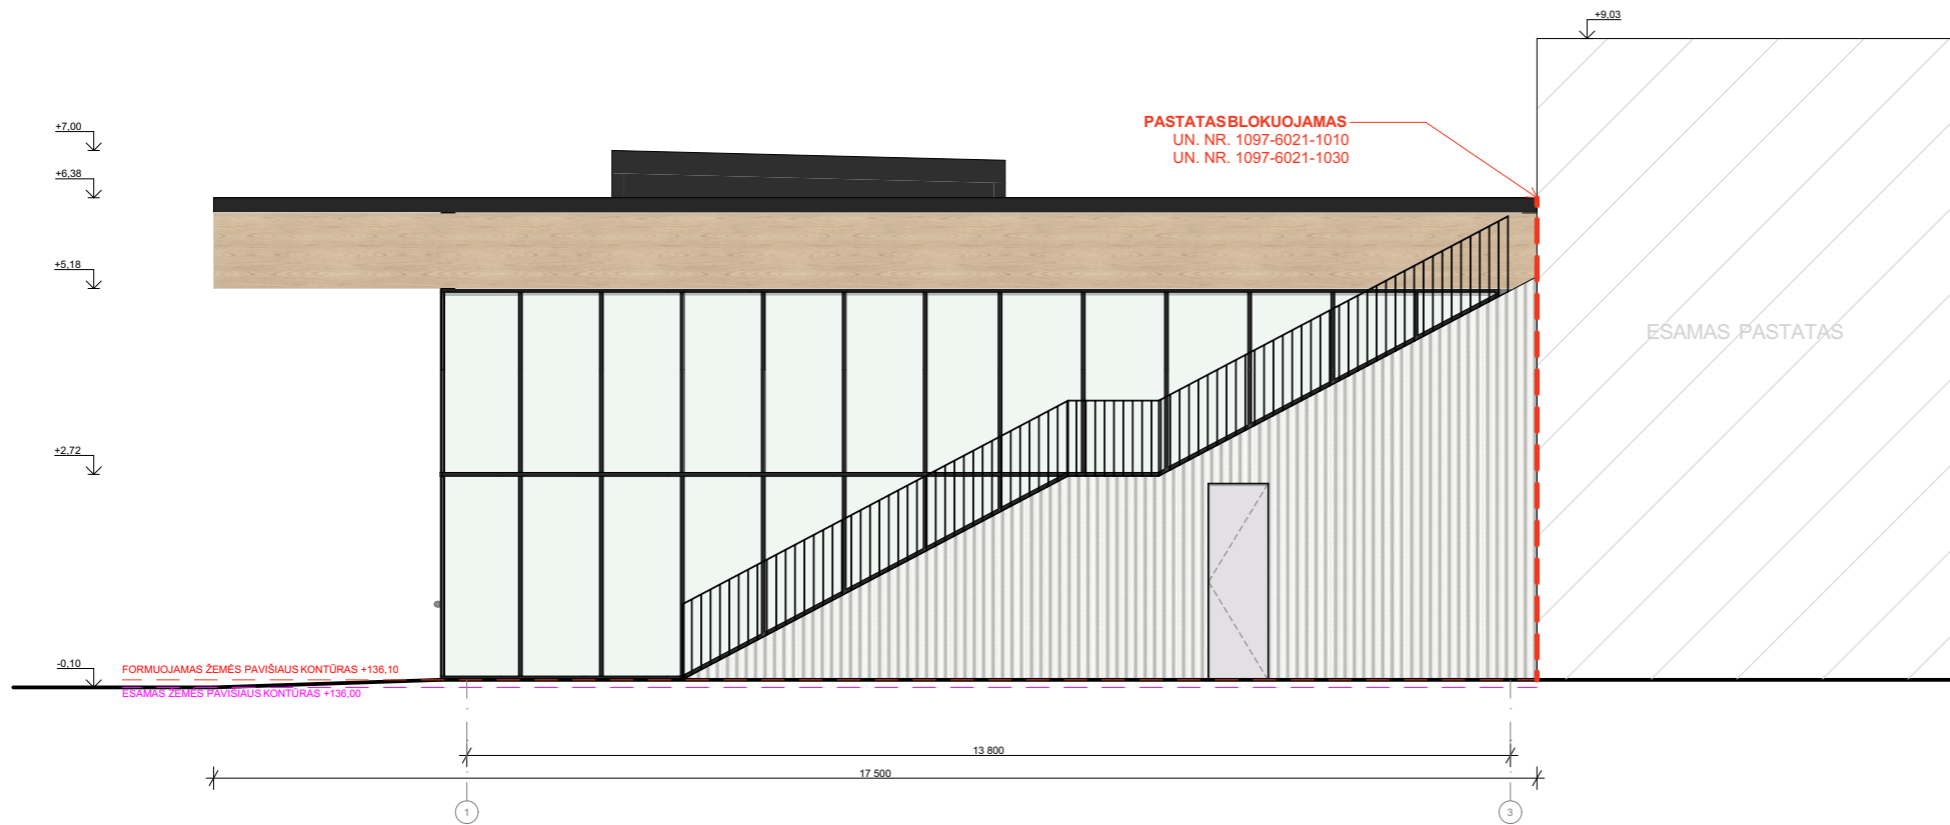 +9,03
PASTATAS BLOKUOJAMAS
UN. NR. 1097-6021-1010
UN. NR. 1097-6021-1030
+7,00
+6,38
+5,18
ESAMAS PASTATAS
+2,72
-0,10
FORMUOJAMAS ŽEMĖS PAVIŠIAUS KONTŪRAS +136,10
ESAMAS ŽEMĖS PAVIŠIAUS KONTŪRAS +136,00
13 800
17 500
1
3